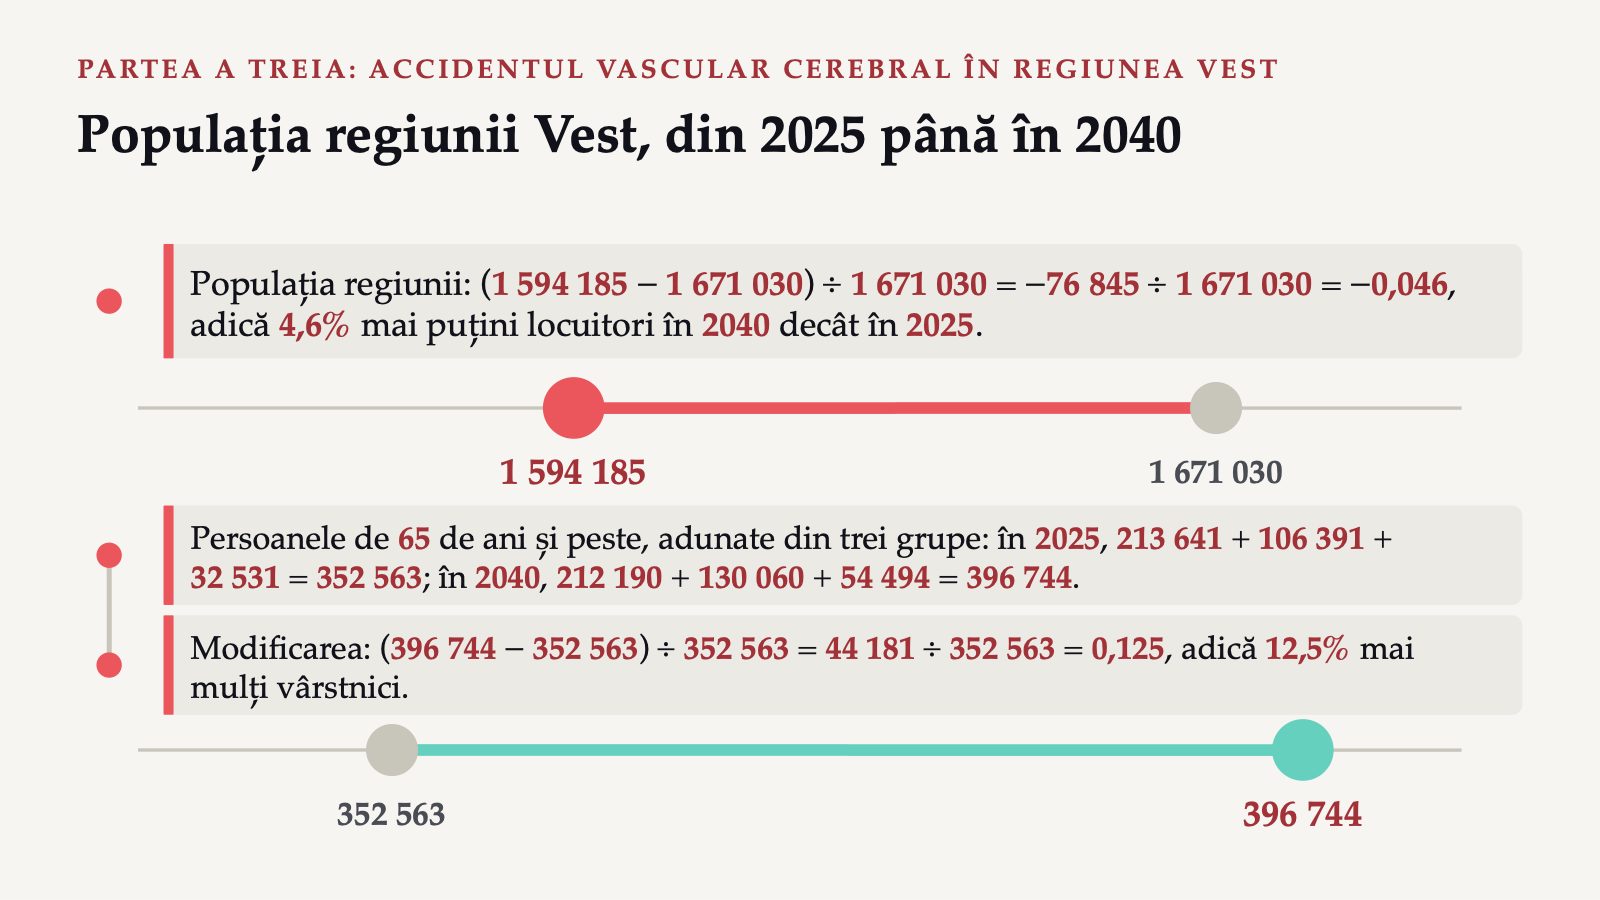 PARTEA A TREIA: ACCIDENTUL VASCULAR CEREBRAL ÎN REGIUNEA VEST
Populația regiunii Vest, din 2025 până în 2040
Populația regiunii: (1 594 185 − 1 671 030) ÷ 1 671 030 = −76 845 ÷ 1 671 030 = −0,046,
adică 4,6% mai puțini locuitori în 2040 decât în 2025.
1 594 185
1 671 030
Persoanele de 65 de ani și peste, adunate din trei grupe: în 2025, 213 641 + 106 391 +
32 531 = 352 563; în 2040, 212 190 + 130 060 + 54 494 = 396 744.
Modificarea: (396 744 − 352 563) ÷ 352 563 = 44 181 ÷ 352 563 = 0,125, adică 12,5% mai
mulți vârstnici.
352 563
396 744